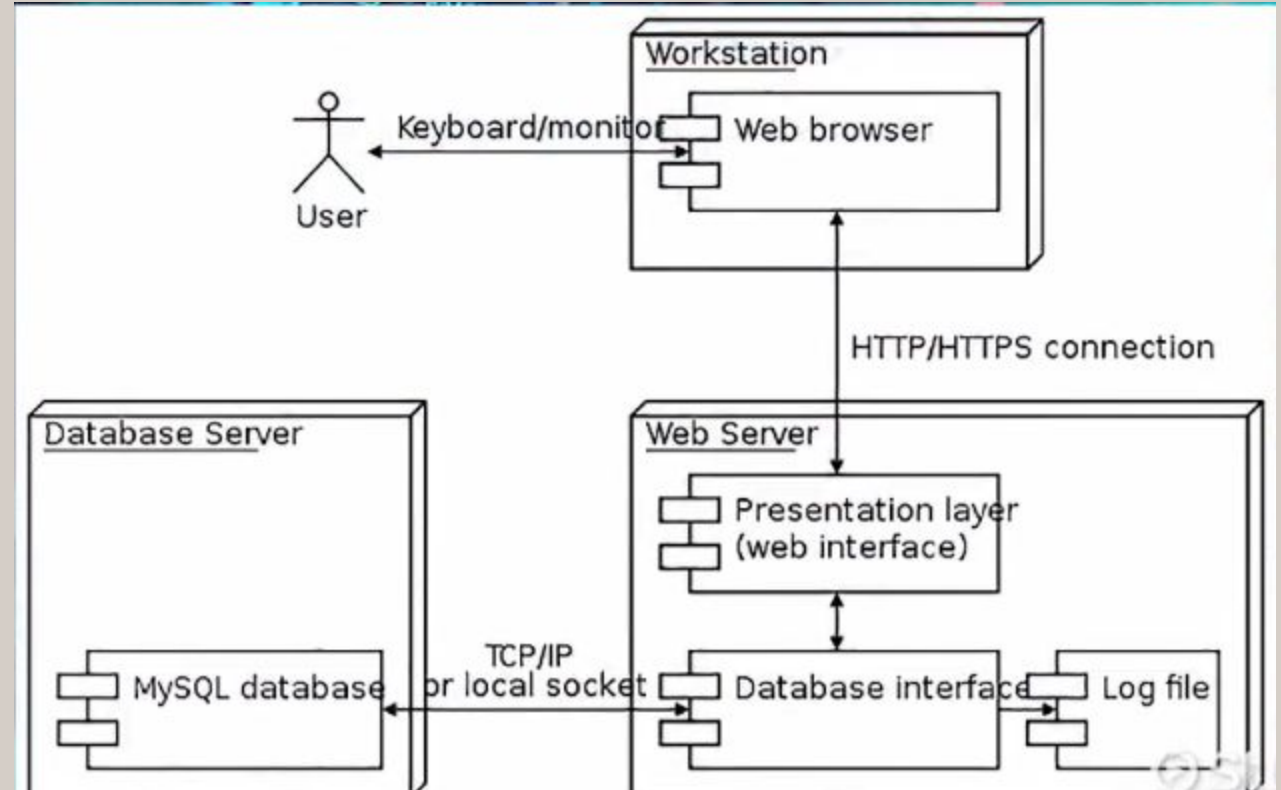 Workstation
Keyboard/monitor
Web browser
User
HTTP/HTTPS connection
Database Server
Web Server
Presentation layer
(web interface)
TCP/IP
or local socket
MySQL database
Database interface
Log file